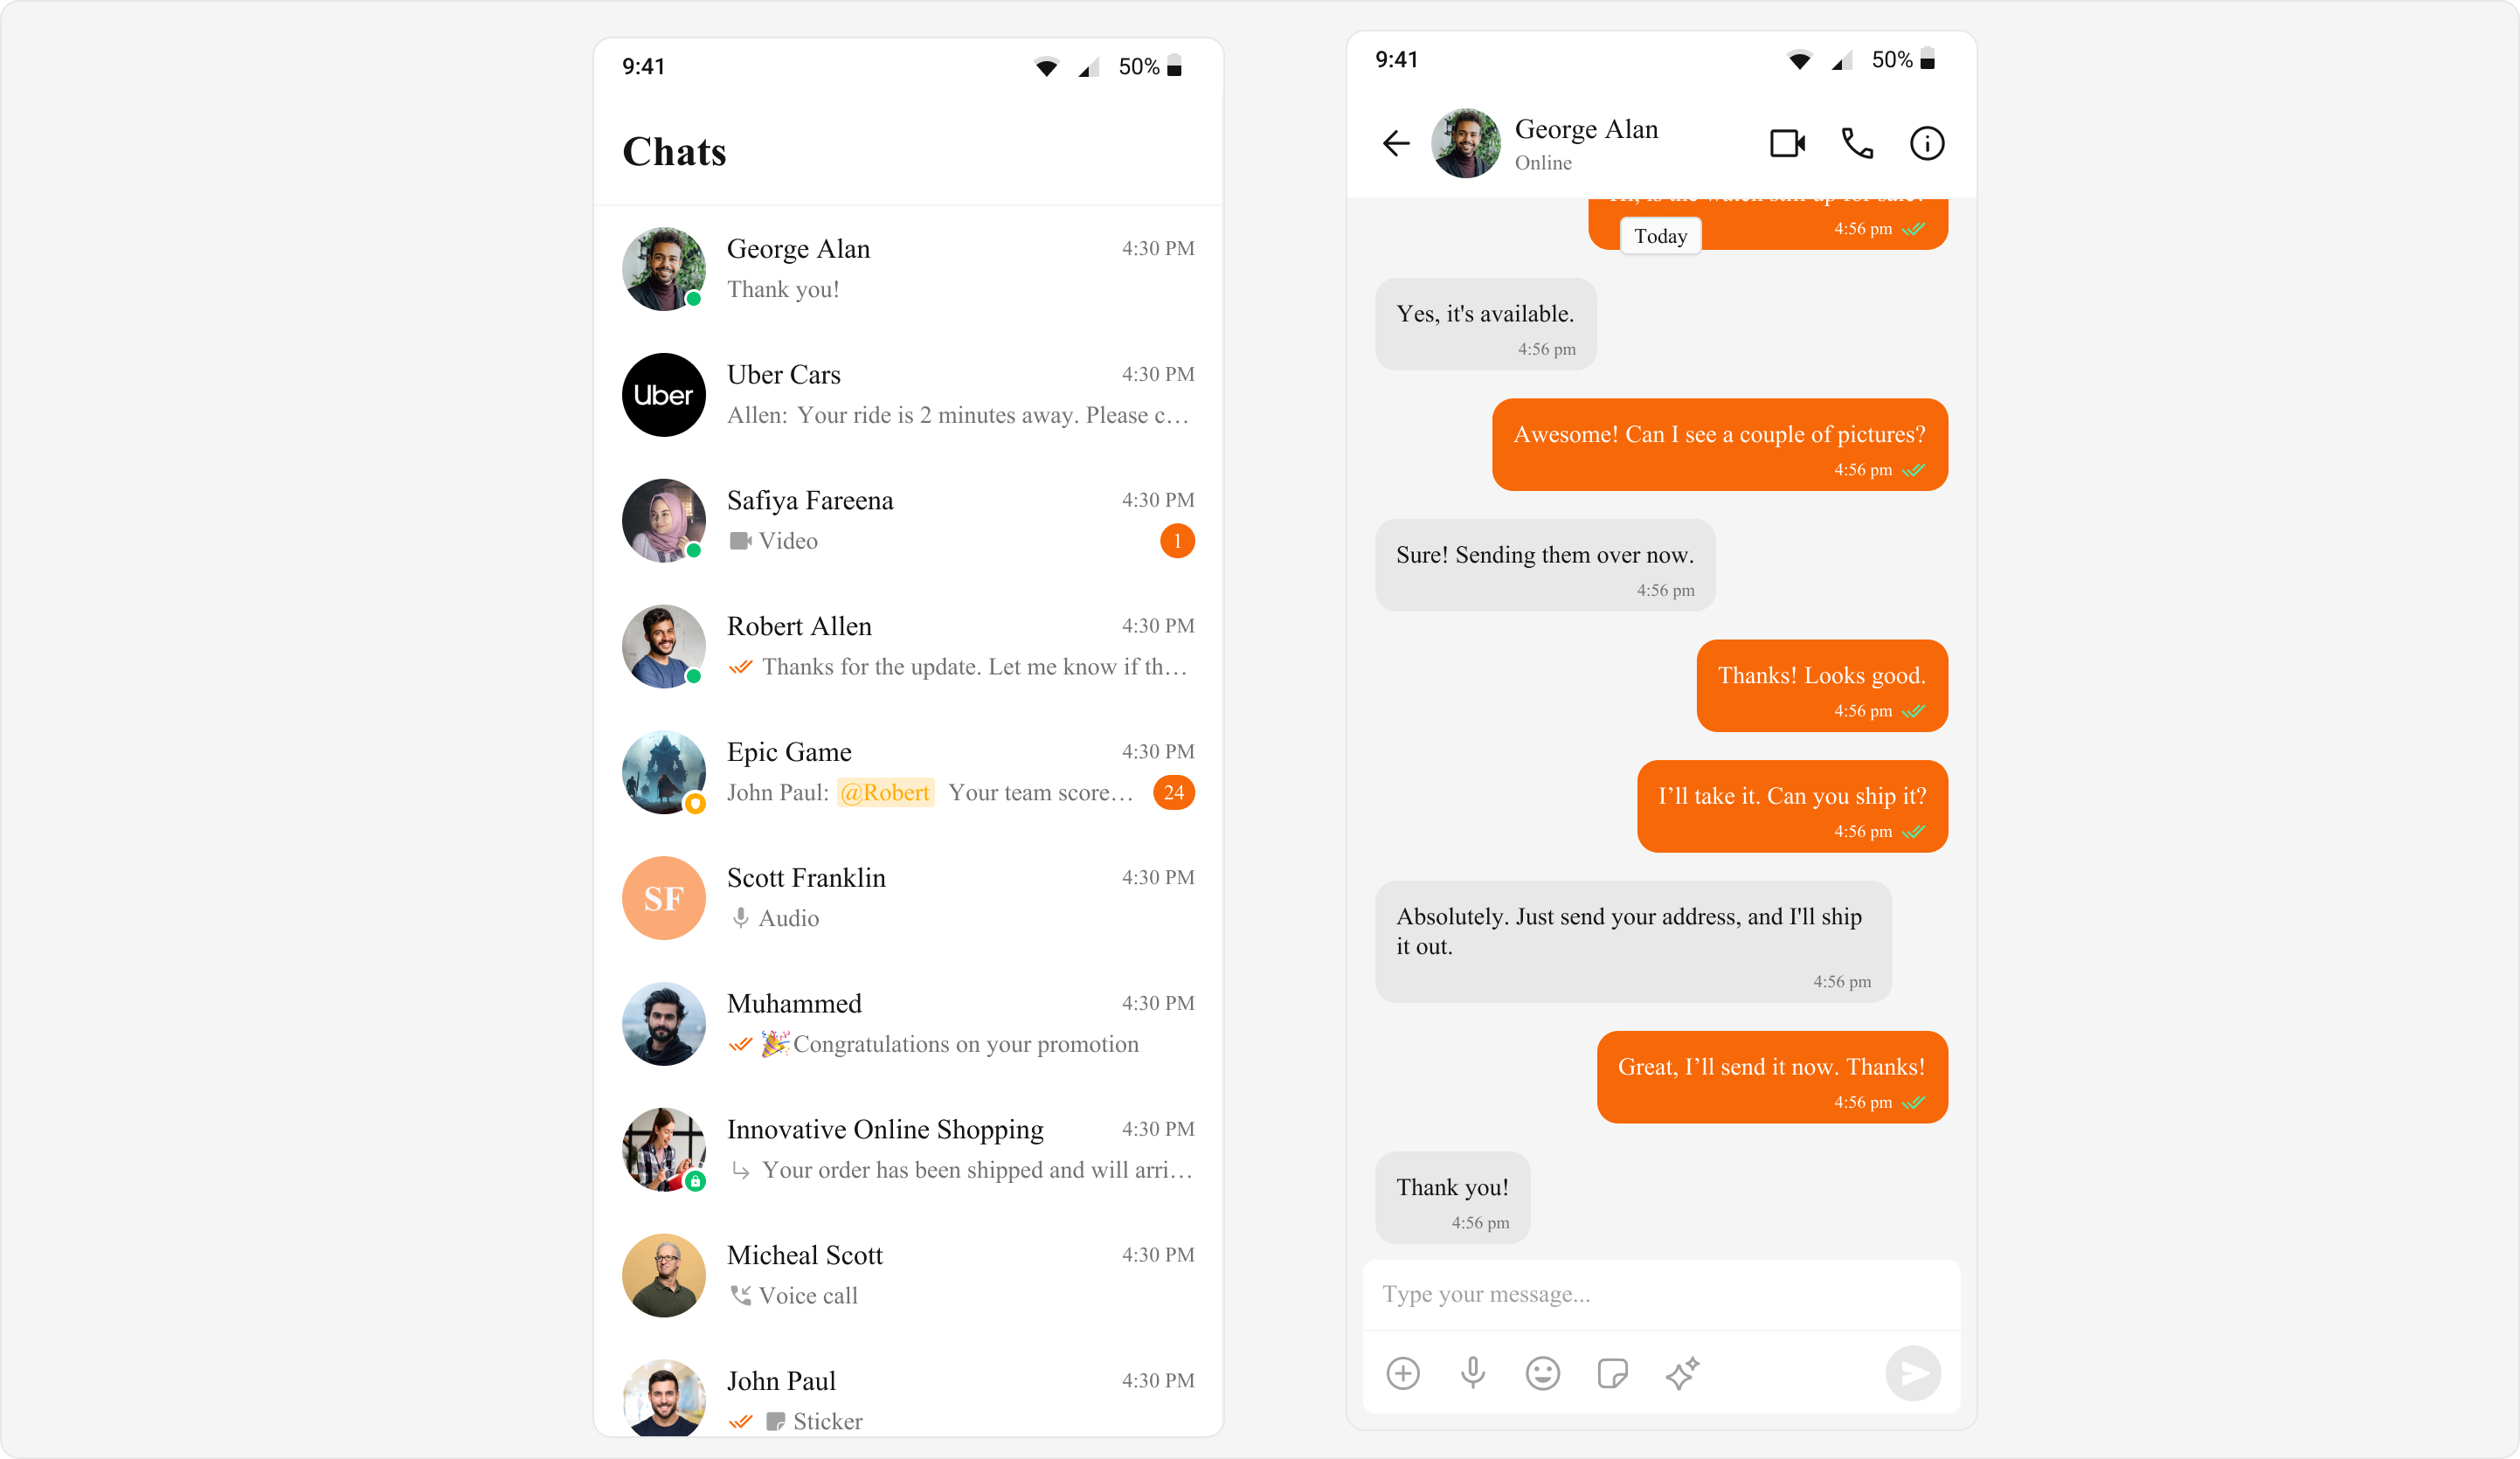 9:41
50%
Chats
George Alan
4:30 PM
Thank you!
Uber
Uber Cars
4:30 PM
Allen: Your ride is 2 minutes away. Please c...
Safiya Fareena
4:30 PM
Video
1
Robert Allen
4:30 PM
Thanks for the update. Let me know if th...
Epic Game
4:30 PM
John Paul: @Robert Your team score...
24
SF
Scott Franklin
4:30 PM
Audio
Muhammed
4:30 PM
🎉Congratulations on your promotion
Innovative Online Shopping
4:30 PM
Your order has been shipped and will arri...
Micheal Scott
4:30 PM
Voice call
John Paul
4:30 PM
Sticker
9:41
50%
George Alan
Online
Hi, is the watch still up for sale?
4:56 pm
Today
Yes, it's available.
4:56 pm
Awesome! Can I see a couple of pictures?
4:56 pm
Sure! Sending them over now.
4:56 pm
Thanks! Looks good.
4:56 pm
I’ll take it. Can you ship it?
4:56 pm
Absolutely. Just send your address, and I'll ship
it out.
4:56 pm
Great, I’ll send it now. Thanks!
4:56 pm
Thank you!
4:56 pm
Type your message...